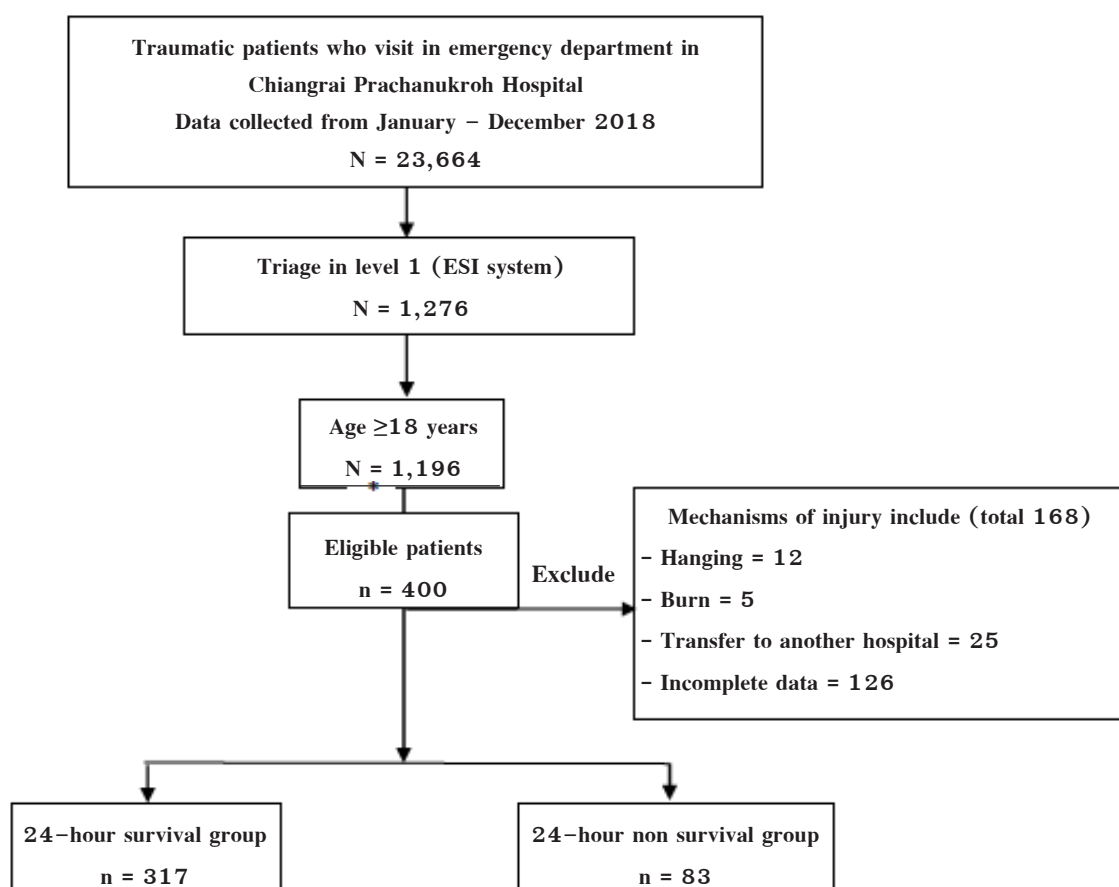 Traumatic patients who visit in emergency department in
Chiangrai Prachanukroh Hospital
Data collected from January – December 2018
N = 23,664
Triage in level 1 (ESI system)
N = 1,276
Age ≥18 years
N = 1,196
Eligible patients
n = 400
Exclude
Mechanisms of injury include (total 168)
- Hanging = 12
- Burn = 5
- Transfer to another hospital = 25
- Incomplete data = 126
24–hour survival group
n = 317
24–hour non survival group
n = 83